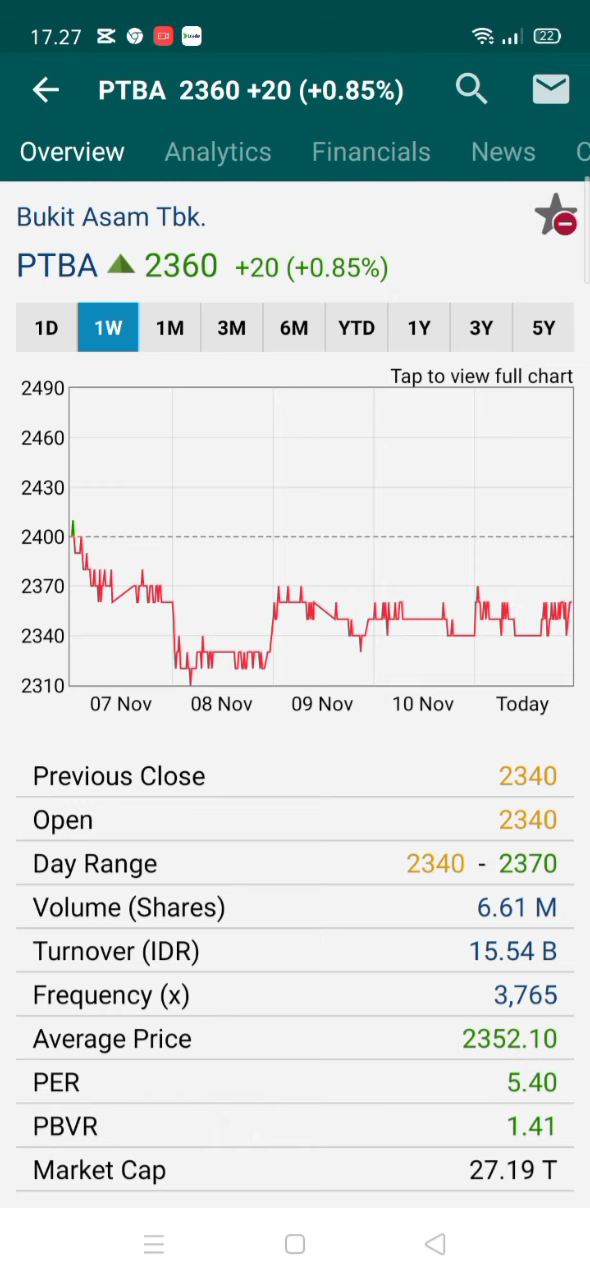 17.27 22
PTBA 2360 +20 (+0.85%)
Overview Analytics Financials News C
Bukit Asam Tbk.
PTBA 2360 +20 (+0.85%)
1D 1W 1M 3M 6M YTD 1Y 3Y 5Y
Tap to view full chart
2490
2460
2430
2400
2370
2340
2310
07 Nov 08 Nov 09 Nov 10 Nov Today
Previous Close 2340
Open 2340
Day Range 2340 - 2370
Volume (Shares) 6.61 M
Turnover (IDR) 15.54 B
Frequency (x) 3,765
Average Price 2352.10
PER 5.40
PBVR 1.41
Market Cap 27.19 T